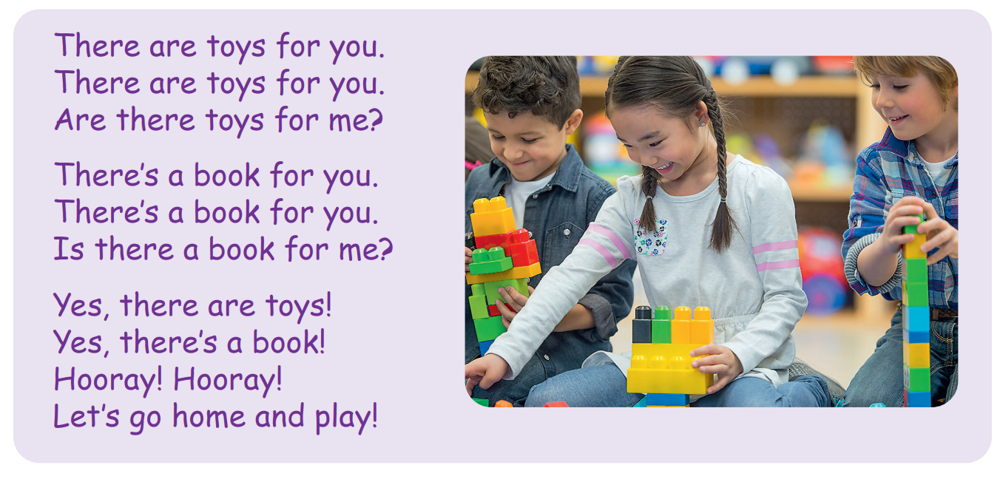 There are toys for you.
There are toys for you.
Are there toys for me?
There's a book for you.
There's a book for you.
Is there a book for me?
Yes, there are toys!
Yes, there's a book!
Hooray! Hooray!
Let's go home and play!